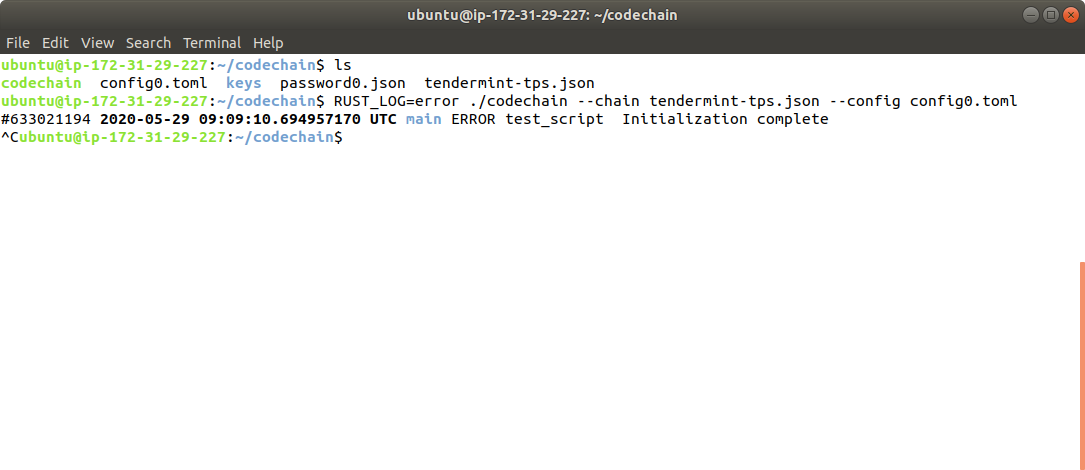 ubuntu@ip-172-31-29-227: ~/codechain
File Edit View Search Terminal Help
ubuntu@ip-172-31-29-227:~/codechain$ ls
codechain  config0.toml  keys  password0.json  tendermint-tps.json
ubuntu@ip-172-31-29-227:~/codechain$ RUST_LOG=error ./codechain --chain tendermint-tps.json --config config0.toml
#633021194 2020-05-29 09:09:10.694957170 UTC main ERROR test_script  Initialization complete
^Cubuntu@ip-172-31-29-227:~/codechain$